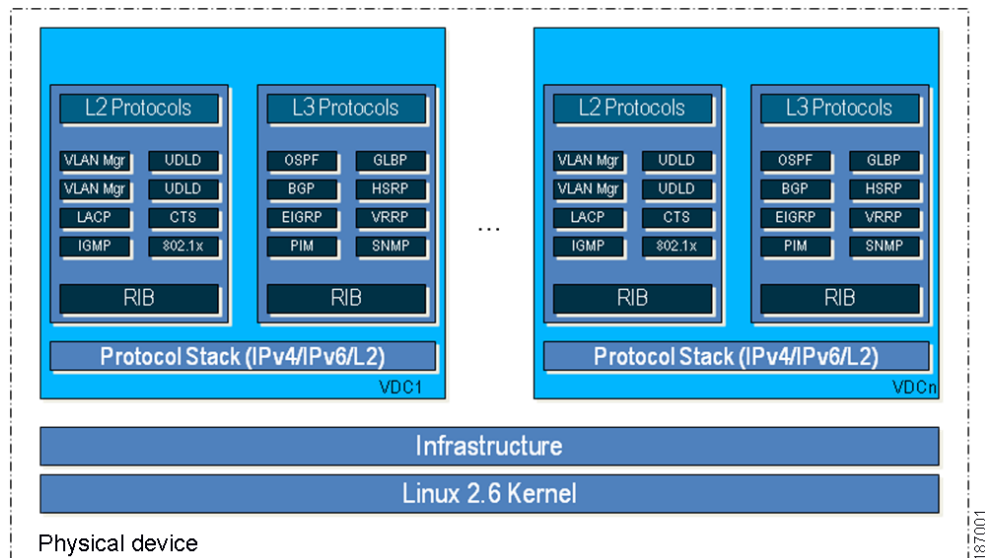 L2 Protocols
VLAN Mgr UDLD
VLAN Mgr UDLD
LACP CTS
IGMP 802.1x
RIB
L3 Protocols
OSPF GLBP
BGP HSRP
EIGRP VRRP
PIM SNMP
RIB
Protocol Stack (IPv4/IPv6/L2)
VDC1
...
L2 Protocols
VLAN Mgr UDLD
VLAN Mgr UDLD
LACP CTS
IGMP 802.1x
RIB
L3 Protocols
OSPF GLBP
BGP HSRP
EIGRP VRRP
PIM SNMP
RIB
Protocol Stack (IPv4/IPv6/L2)
VDCn
Infrastructure
Linux 2.6 Kernel
Physical device
187001